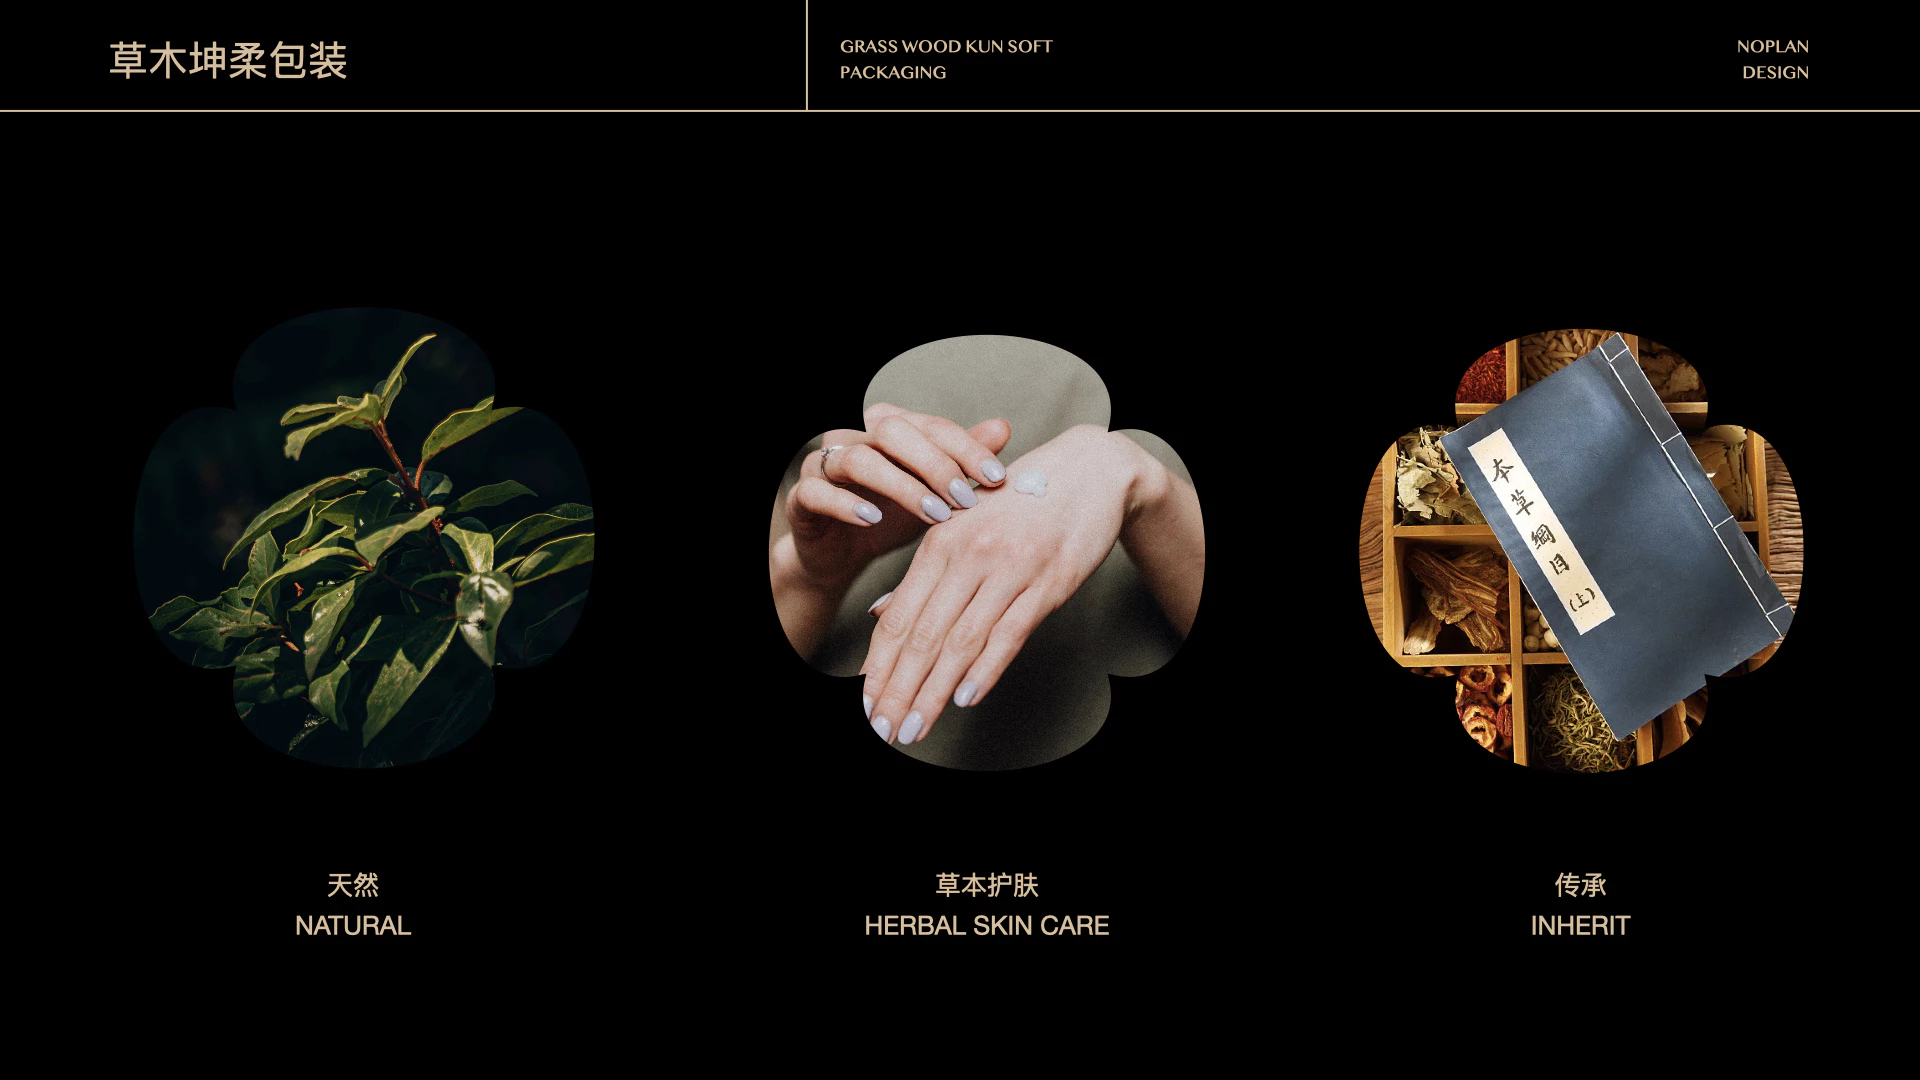 草木坤柔包装
GRASS WOOD KUN SOFT
PACKAGING
NOPLAN
DESIGN
本草綱目(上)
天然
NATURAL
草本护肤
HERBAL SKIN CARE
传承
INHERIT